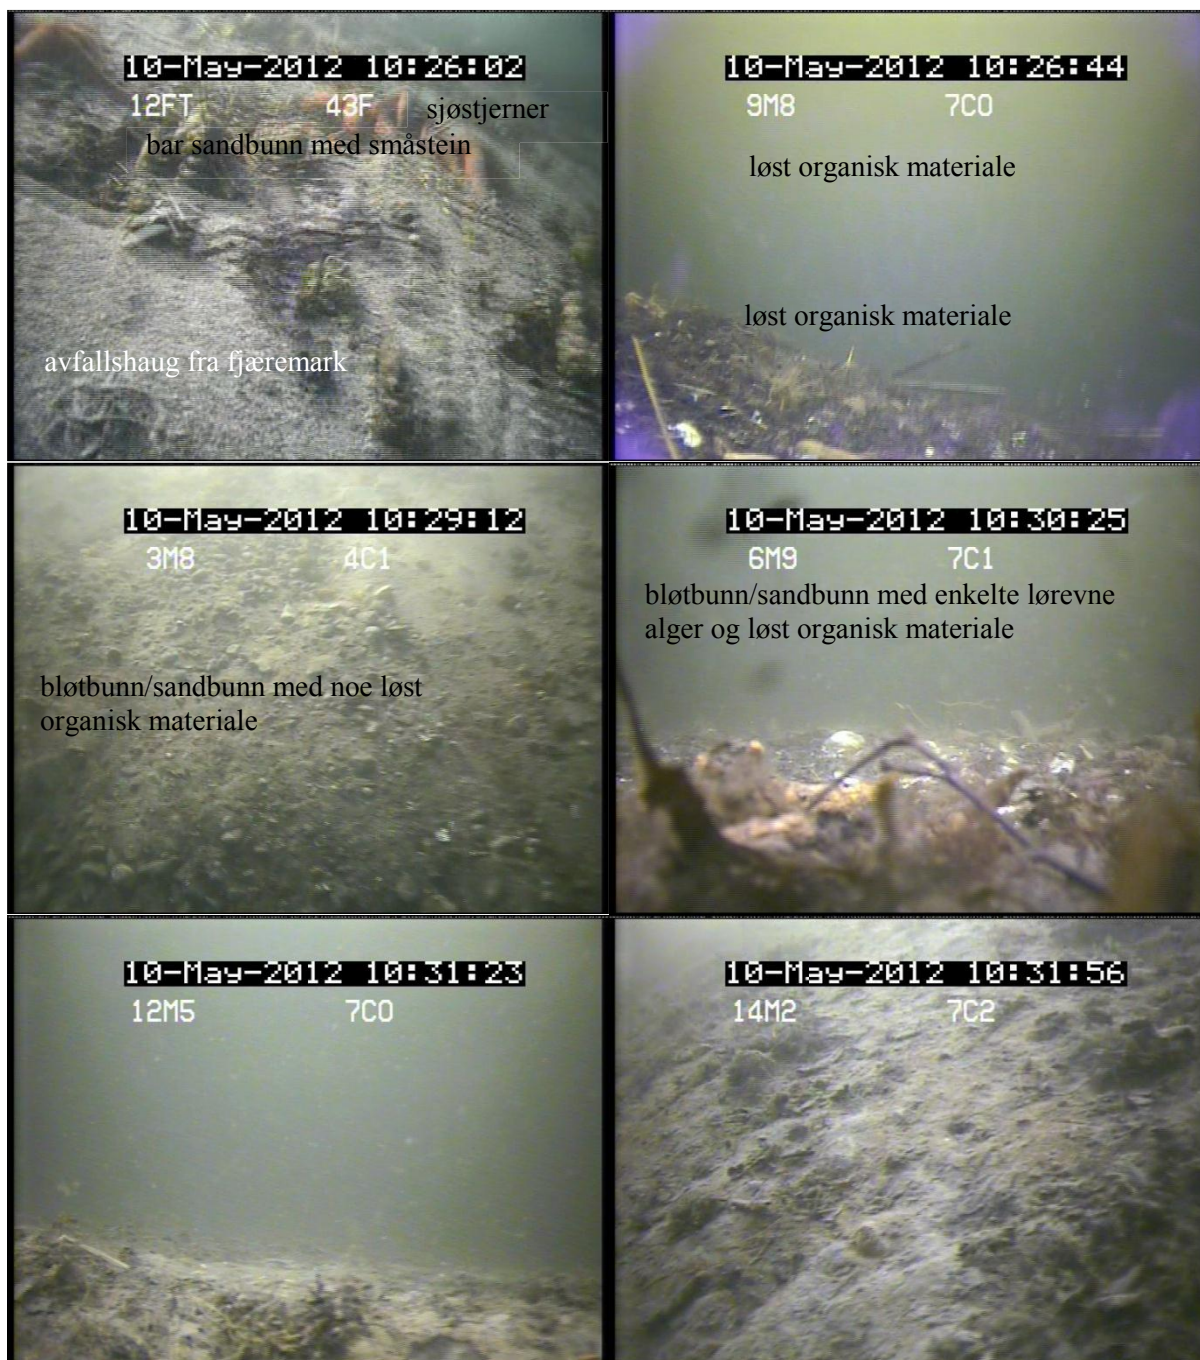 10-May-2012 10:26:02
12FT 43F
sjøstjerner
bar sandbunn med småstein
avfallshaug fra fjæremark
10-May-2012 10:26:44
9M8 7C0
løst organisk materiale
løst organisk materiale
10-May-2012 10:29:12
3M8 4C1
bløtbunn/sandbunn med noe løst
organisk materiale
10-May-2012 10:30:25
6M9 7C1
bløtbunn/sandbunn med enkelte lørevne
alger og løst organisk materiale
10-May-2012 10:31:23
12M5 7C0
10-May-2012 10:31:56
14M2 7C2